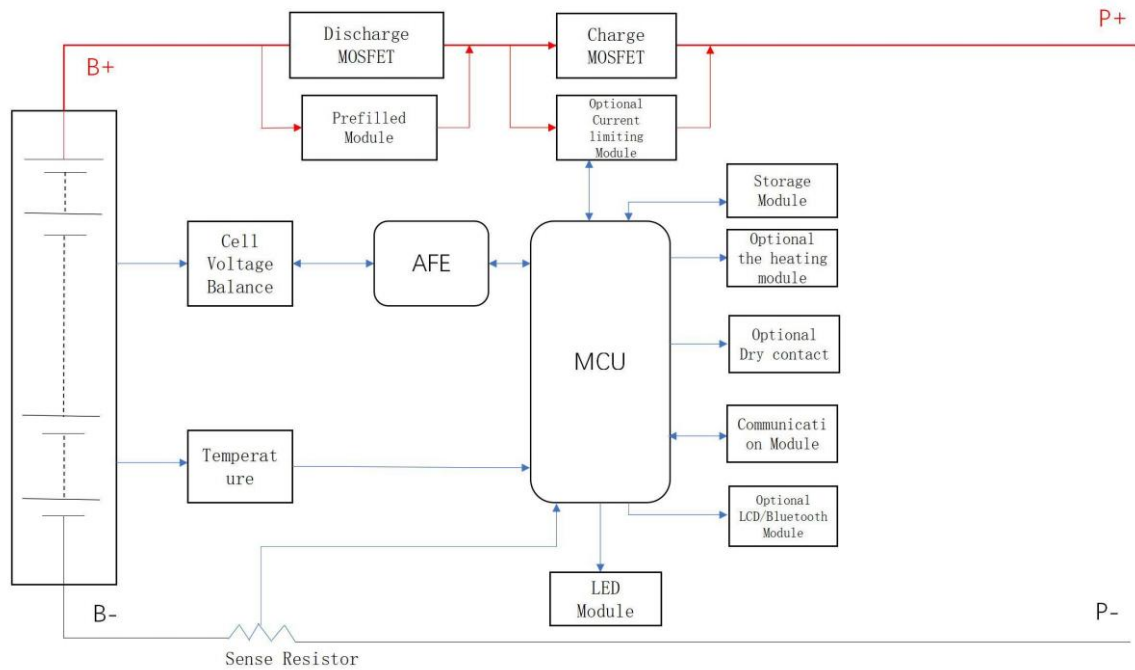 P+
Discharge
MOSFET
Charge
MOSFET
B+
Prefilled
Module
Optional
Current
limiting
Module
Storage
Module
Cell
Voltage
Balance
AFE
Optional
the heating
module
MCU
Optional
Dry contact
Communicati
on Module
Temperat
ure
Optional
LCD/Bluetooth
Module
LED
Module
B-
P-
Sense Resistor